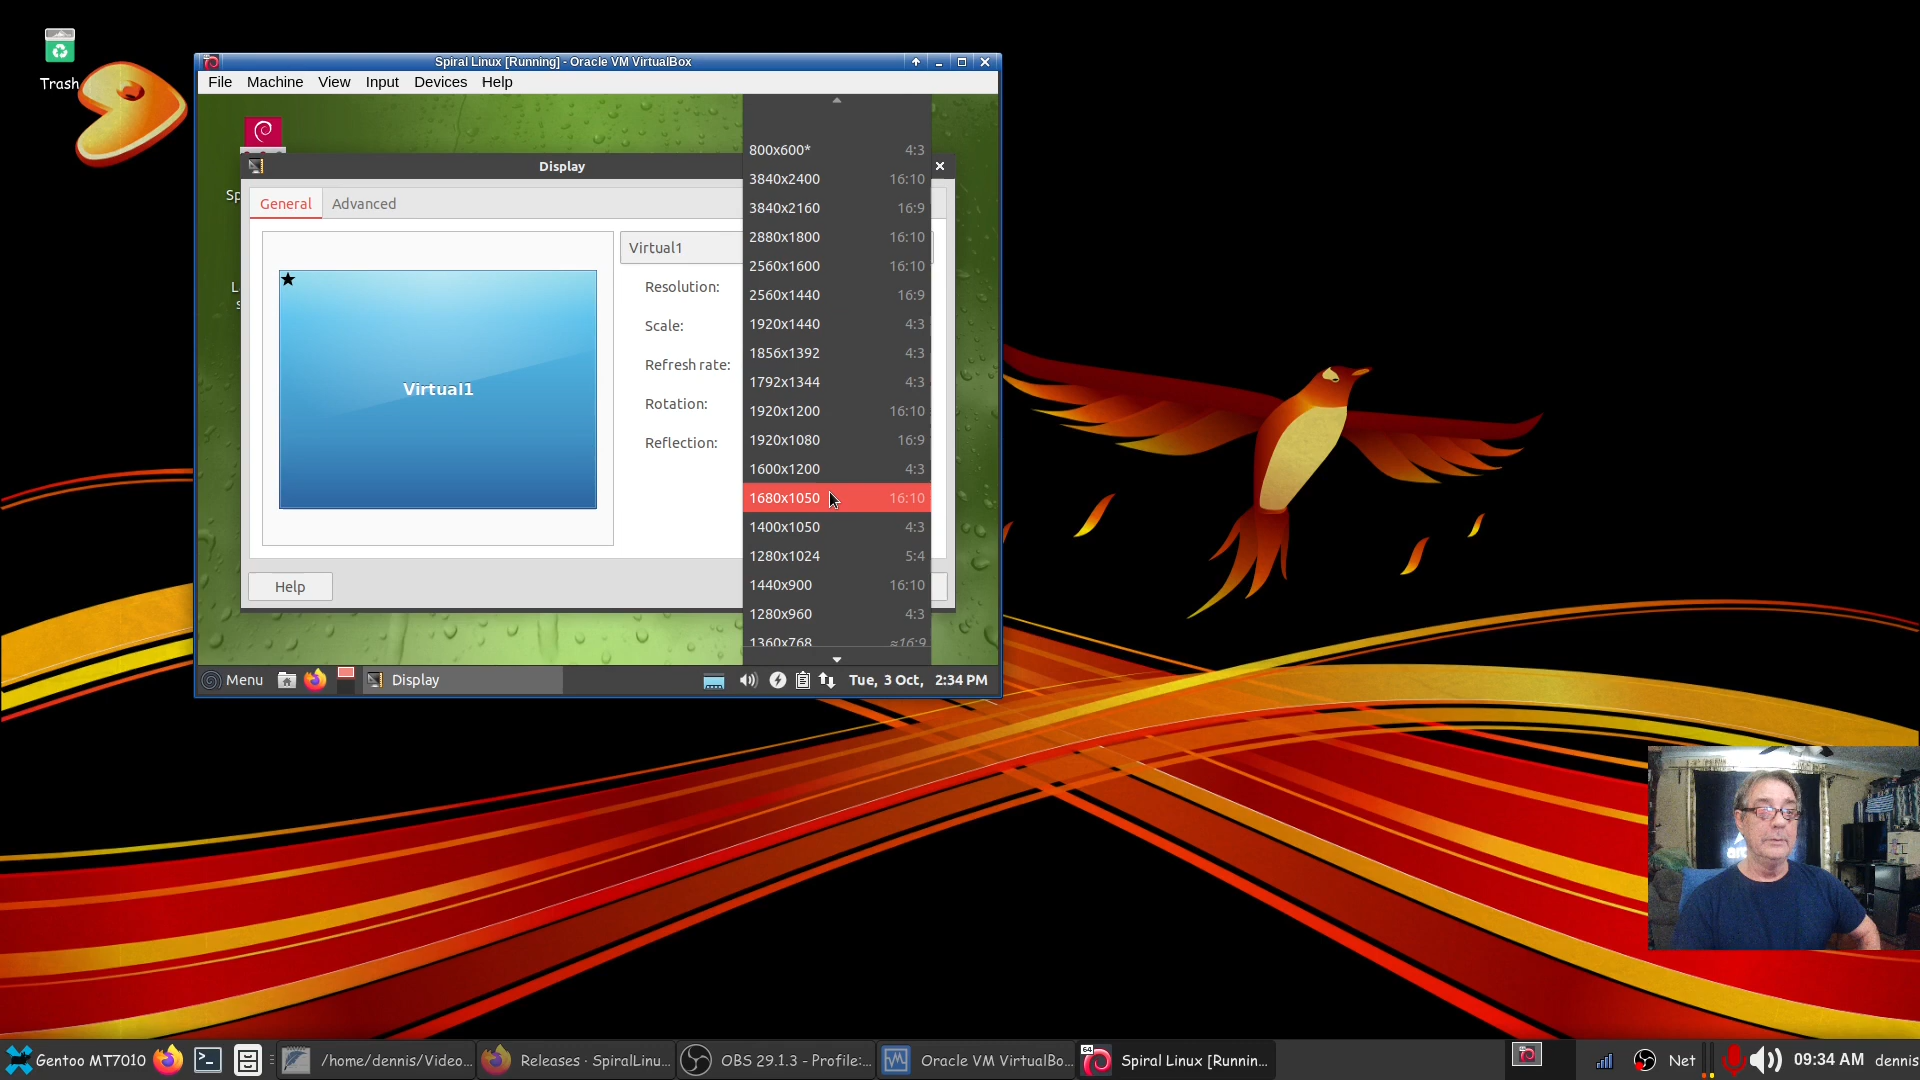 Trash
Spiral Linux [Running] - Oracle VM VirtualBox
File Machine View Input Devices Help
Display
General Advanced
Virtual1
Virtual1
Resolution:
Scale:
Refresh rate:
Rotation:
Reflection:
800x600* 4:3
3840x2400 16:10
3840x2160 16:9
2880x1800 16:10
2560x1600 16:10
2560x1440 16:9
1920x1440 4:3
1856x1392 4:3
1792x1344 4:3
1920x1200 16:10
1920x1080 16:9
1600x1200 4:3
1680x1050 16:10
1400x1050 4:3
1280x1024 5:4
1440x900 16:10
1280x960 4:3
1360x768 ≈16:9
Help
Menu Display Tue, 3 Oct, 2:34 PM
Gentoo MT7010 /home/dennis/Video... Releases · SpiralLinu... OBS 29.1.3 - Profile:... Oracle VM VirtualBo... 64 Spiral Linux [Runnin... Net 09:34 AM dennis